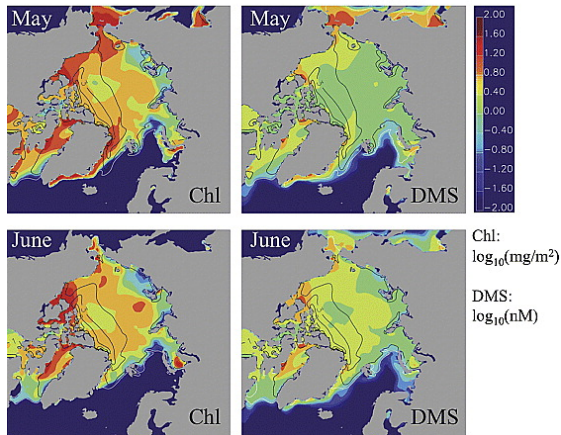 May
Chl
May
DMS
2.00
1.60
1.20
0.80
0.40
0.00
-0.40
-0.80
-1.20
-1.60
-2.00
June
Chl
June
DMS
Chl:
log₁₀(mg/m²)
DMS:
log₁₀(nM)